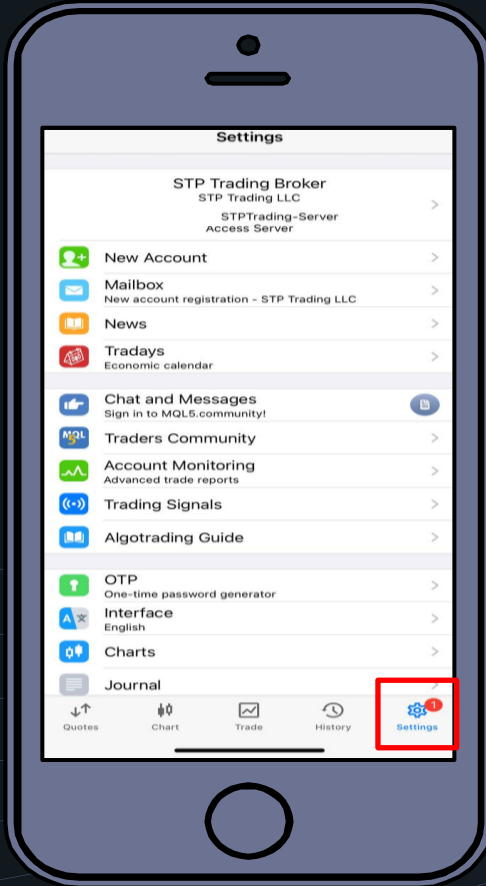 Settings
STP Trading Broker
STP Trading LLC
STPTrading-Server
Access Server
New Account
Mailbox
New account registration - STP Trading LLC
News
Tradays
Economic calendar
Chat and Messages
Sign in to MQL5.community!
MQL5
Traders Community
Account Monitoring
Advanced trade reports
Trading Signals
Algotrading Guide
OTP
One-time password generator
A
Interface
English
Charts
Journal
1
Quotes
Chart
Trade
History
Settings